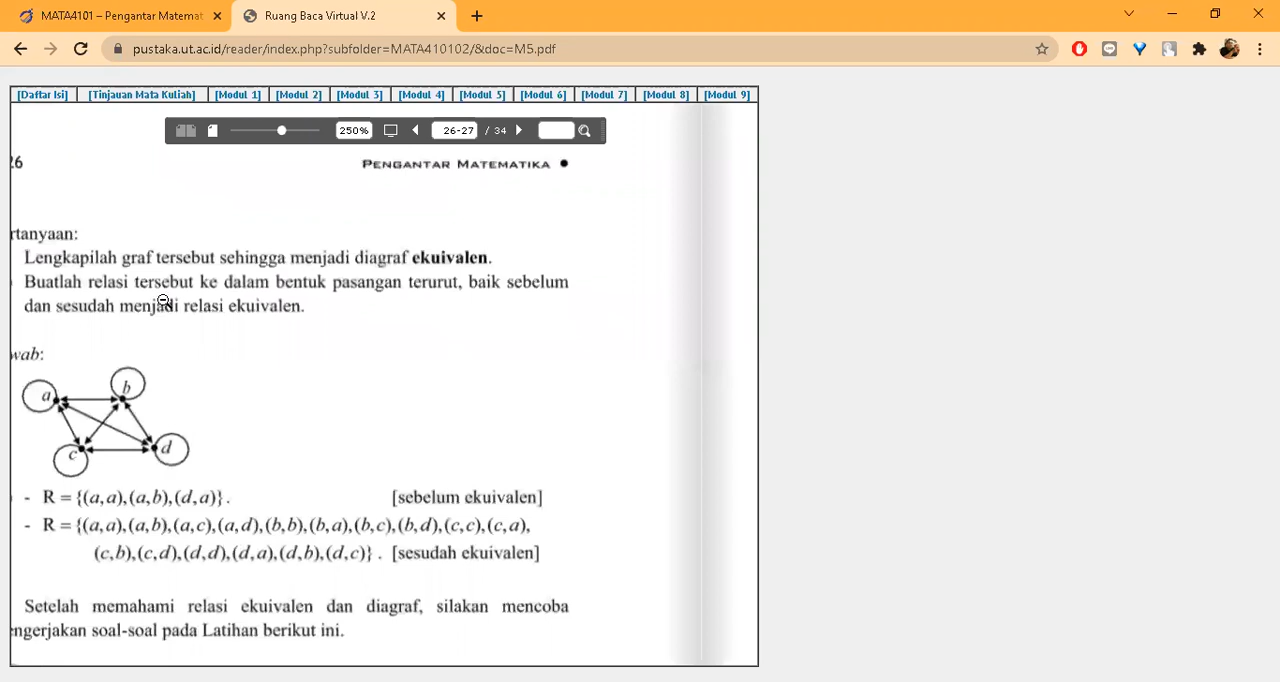 MATA4101 – Pengantar Matemat
Ruang Baca Virtual V.2
pustaka.ut.ac.id/reader/index.php?subfolder=MATA410102/&doc=M5.pdf
[Daftar Isi] [Tinjauan Mata Kuliah] [Modul 1] [Modul 2] [Modul 3] [Modul 4] [Modul 5] [Modul 6] [Modul 7] [Modul 8] [Modul 9]
250% 26-27 / 34
26 PENGANTAR MATEMATIKA ●
rtanyaan:
Lengkapilah graf tersebut sehingga menjadi diagraf ekuivalen.
Buatlah relasi tersebut ke dalam bentuk pasangan terurut, baik sebelum
dan sesudah menjadi relasi ekuivalen.
wab:
a b
c d
- R = {(a,a),(a,b),(d,a)}. [sebelum ekuivalen]
- R = {(a,a),(a,b),(a,c),(a,d),(b,b),(b,a),(b,c),(b,d),(c,c),(c,a),
(c,b),(c,d),(d,d),(d,a),(d,b),(d,c)} . [sesudah ekuivalen]
Setelah memahami relasi ekuivalen dan diagraf, silakan mencoba
engerjakan soal-soal pada Latihan berikut ini.